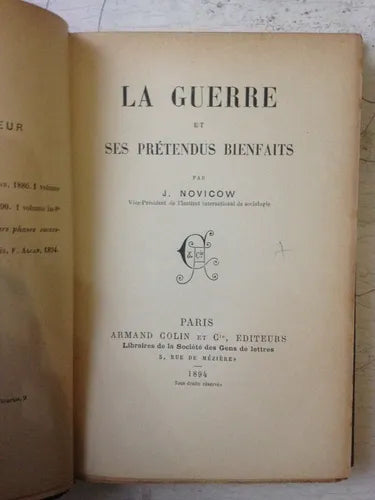 EUR
1886. 1 volume
1 volume in-8°
F. ALCAN, 1894.
LA GUERRE
ET
SES PRÉTENDUS BIENFAITS
PAR
J. NOVICOW
Vice-Président de l'Institut international de sociologie
& Cie
PARIS
ARMAND COLIN ET Cie, ÉDITEURS
Libraires de la Société des Gens de lettres
5, RUE DE MÉZIÈRES
1894
Tous droits réservés